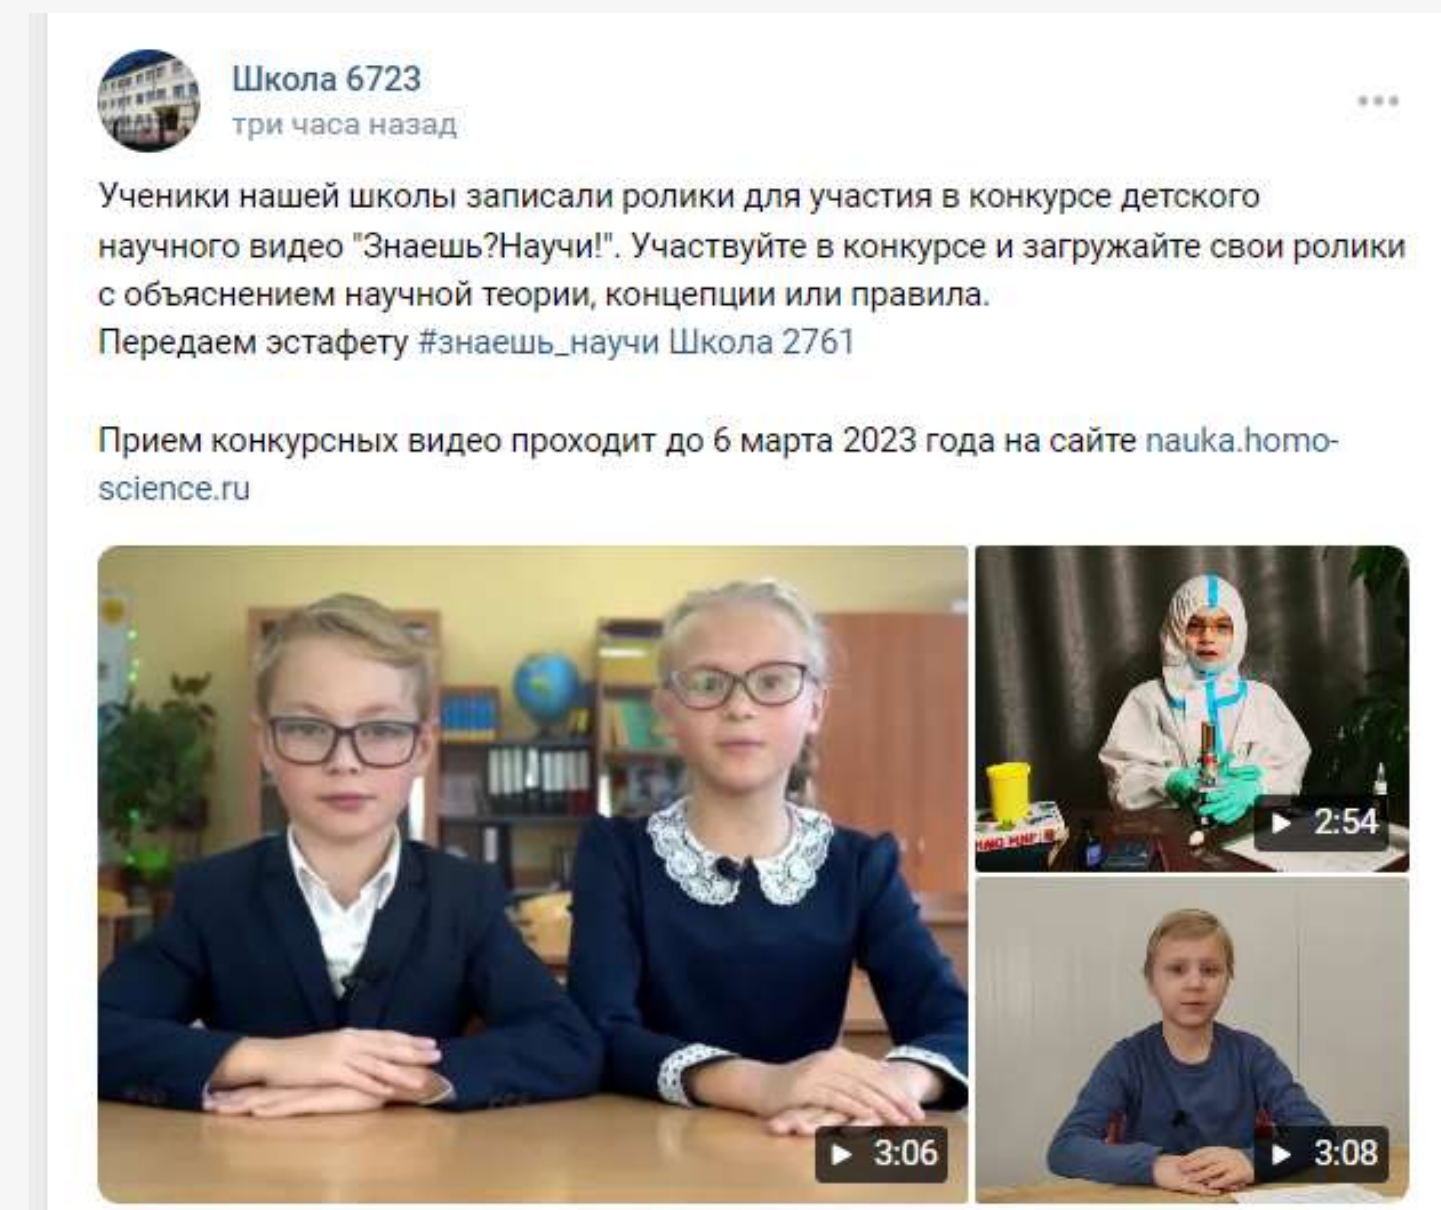 Школа 6723
три часа назад
Ученики нашей школы записали ролики для участия в конкурсе детского
научного видео "Знаешь?Научи!". Участвуйте в конкурсе и загружайте свои ролики
с объяснением научной теории, концепции или правила.
Передаем эстафету #знаешь_научи Школа 2761
Прием конкурсных видео проходит до 6 марта 2023 года на сайте nauka.homo-
science.ru
2:54
3:06
3:08